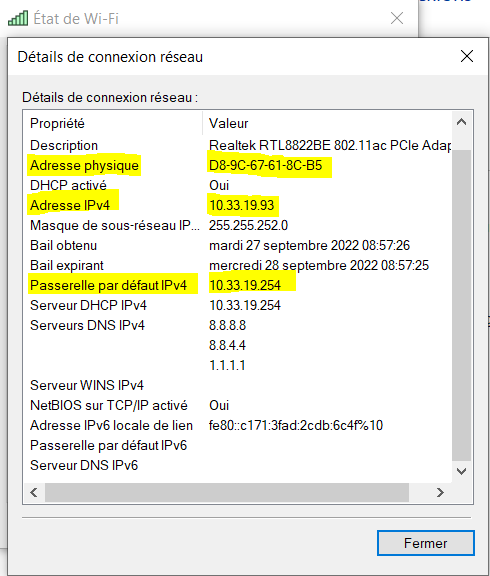 État de Wi-Fi
Détails de connexion réseau
Détails de connexion réseau :
Propriété Valeur
Description Realtek RTL8822BE 802.11ac PCIe Adap
Adresse physique D8-9C-67-61-8C-B5
DHCP activé Oui
Adresse IPv4 10.33.19.93
Masque de sous-réseau IP... 255.255.252.0
Bail obtenu mardi 27 septembre 2022 08:57:26
Bail expirant mercredi 28 septembre 2022 08:57:25
Passerelle par défaut IPv4 10.33.19.254
Serveur DHCP IPv4 10.33.19.254
Serveurs DNS IPv4 8.8.8.8
8.8.4.4
1.1.1.1
Serveur WINS IPv4
NetBIOS sur TCP/IP activé Oui
Adresse IPv6 locale de lien fe80::c171:3fad:2cdb:6c4f%10
Passerelle par défaut IPv6
Serveur DNS IPv6
Fermer